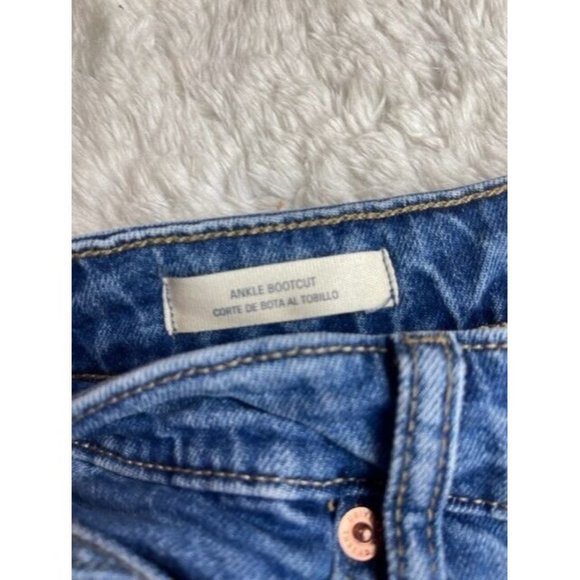 ANKLE BOOTCUT
CORTE DE BOTA AL TOBILLO